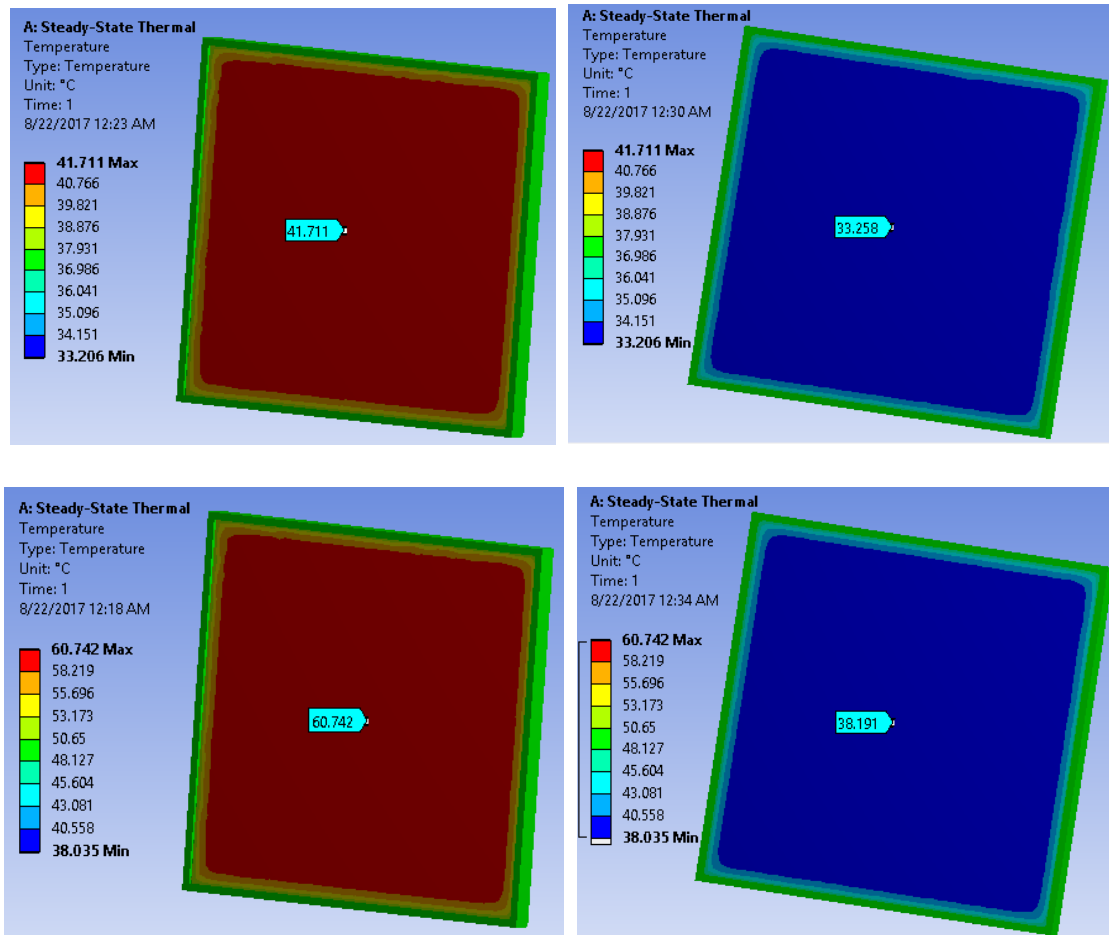 A: Steady-State Thermal
Temperature
Type: Temperature
Unit: °C
Time: 1
8/22/2017 12:23 AM
41.711 Max
40.766
39.821
38.876
37.931
36.986
36.041
35.096
34.151
33.206 Min
41.711
A: Steady-State Thermal
Temperature
Type: Temperature
Unit: °C
Time: 1
8/22/2017 12:30 AM
41.711 Max
40.766
39.821
38.876
37.931
36.986
36.041
35.096
34.151
33.206 Min
33.258
A: Steady-State Thermal
Temperature
Type: Temperature
Unit: °C
Time: 1
8/22/2017 12:18 AM
60.742 Max
58.219
55.696
53.173
50.65
48.127
45.604
43.081
40.558
38.035 Min
60.742
A: Steady-State Thermal
Temperature
Type: Temperature
Unit: °C
Time: 1
8/22/2017 12:34 AM
60.742 Max
58.219
55.696
53.173
50.65
48.127
45.604
43.081
40.558
38.035 Min
38.191